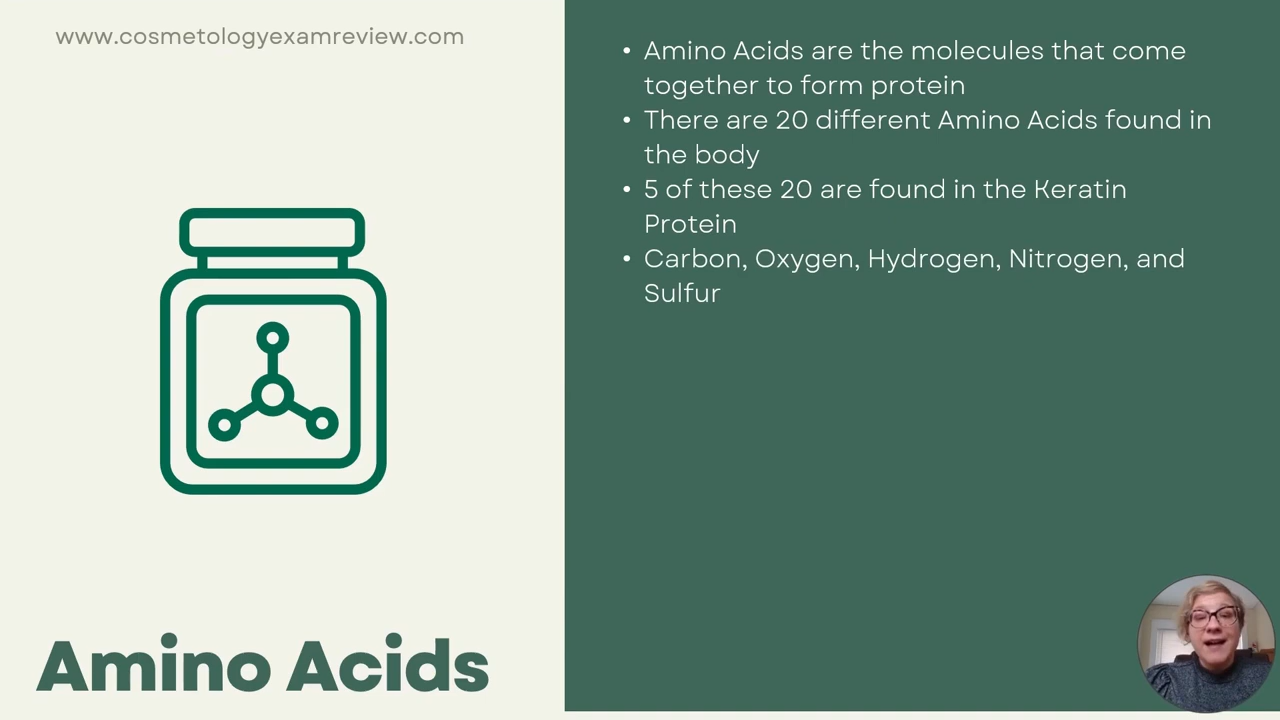 www.cosmetologyexamreview.com
• Amino Acids are the molecules that come
together to form protein
• There are 20 different Amino Acids found in
the body
• 5 of these 20 are found in the Keratin
Protein
• Carbon, Oxygen, Hydrogen, Nitrogen, and
Sulfur
Amino Acids